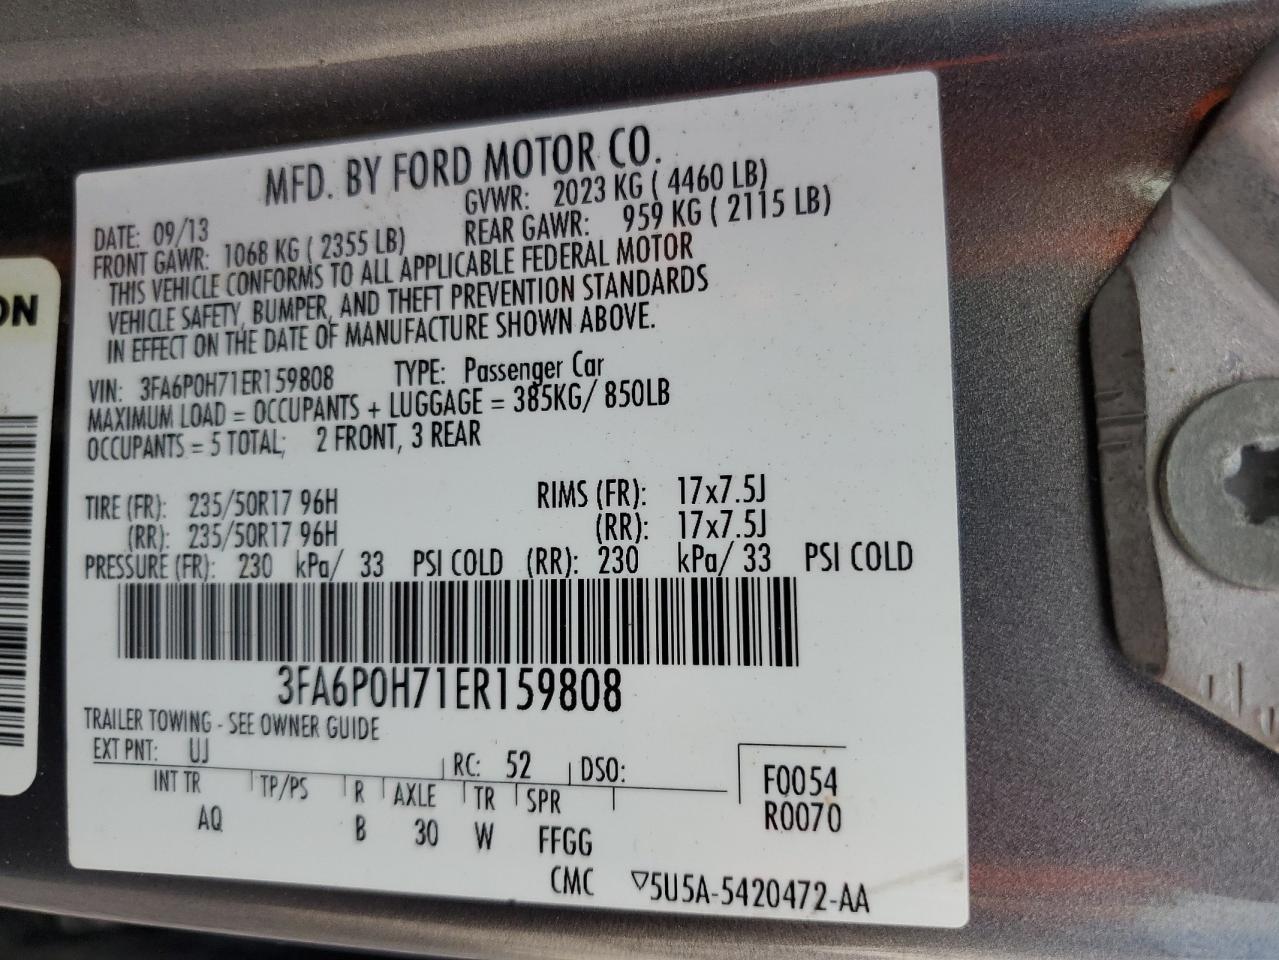 MFD. BY FORD MOTOR CO.
DATE: 09/13 GVWR: 2023 KG ( 4460 LB)
FRONT GAWR: 1068 KG ( 2355 LB) REAR GAWR: 959 KG ( 2115 LB)
THIS VEHICLE CONFORMS TO ALL APPLICABLE FEDERAL MOTOR
VEHICLE SAFETY, BUMPER, AND THEFT PREVENTION STANDARDS
IN EFFECT ON THE DATE OF MANUFACTURE SHOWN ABOVE.
VIN: 3FA6P0H71ER159808 TYPE: Passenger Car
MAXIMUM LOAD = OCCUPANTS + LUGGAGE = 385KG/ 850LB
OCCUPANTS = 5 TOTAL; 2 FRONT, 3 REAR
TIRE (FR): 235/50R17 96H RIMS (FR): 17x7.5J
(RR): 235/50R17 96H (RR): 17x7.5J
PRESSURE (FR): 230 kPa/ 33 PSI COLD (RR): 230 kPa/ 33 PSI COLD
3FA6P0H71ER159808
TRAILER TOWING - SEE OWNER GUIDE
EXT PNT: UJ RC: 52 DSO:
INT TR TP/PS R AXLE TR SPR
AQ B 30 W FFGG
F0054
R0070
CMC ▽5U5A-5420472-AA
ON